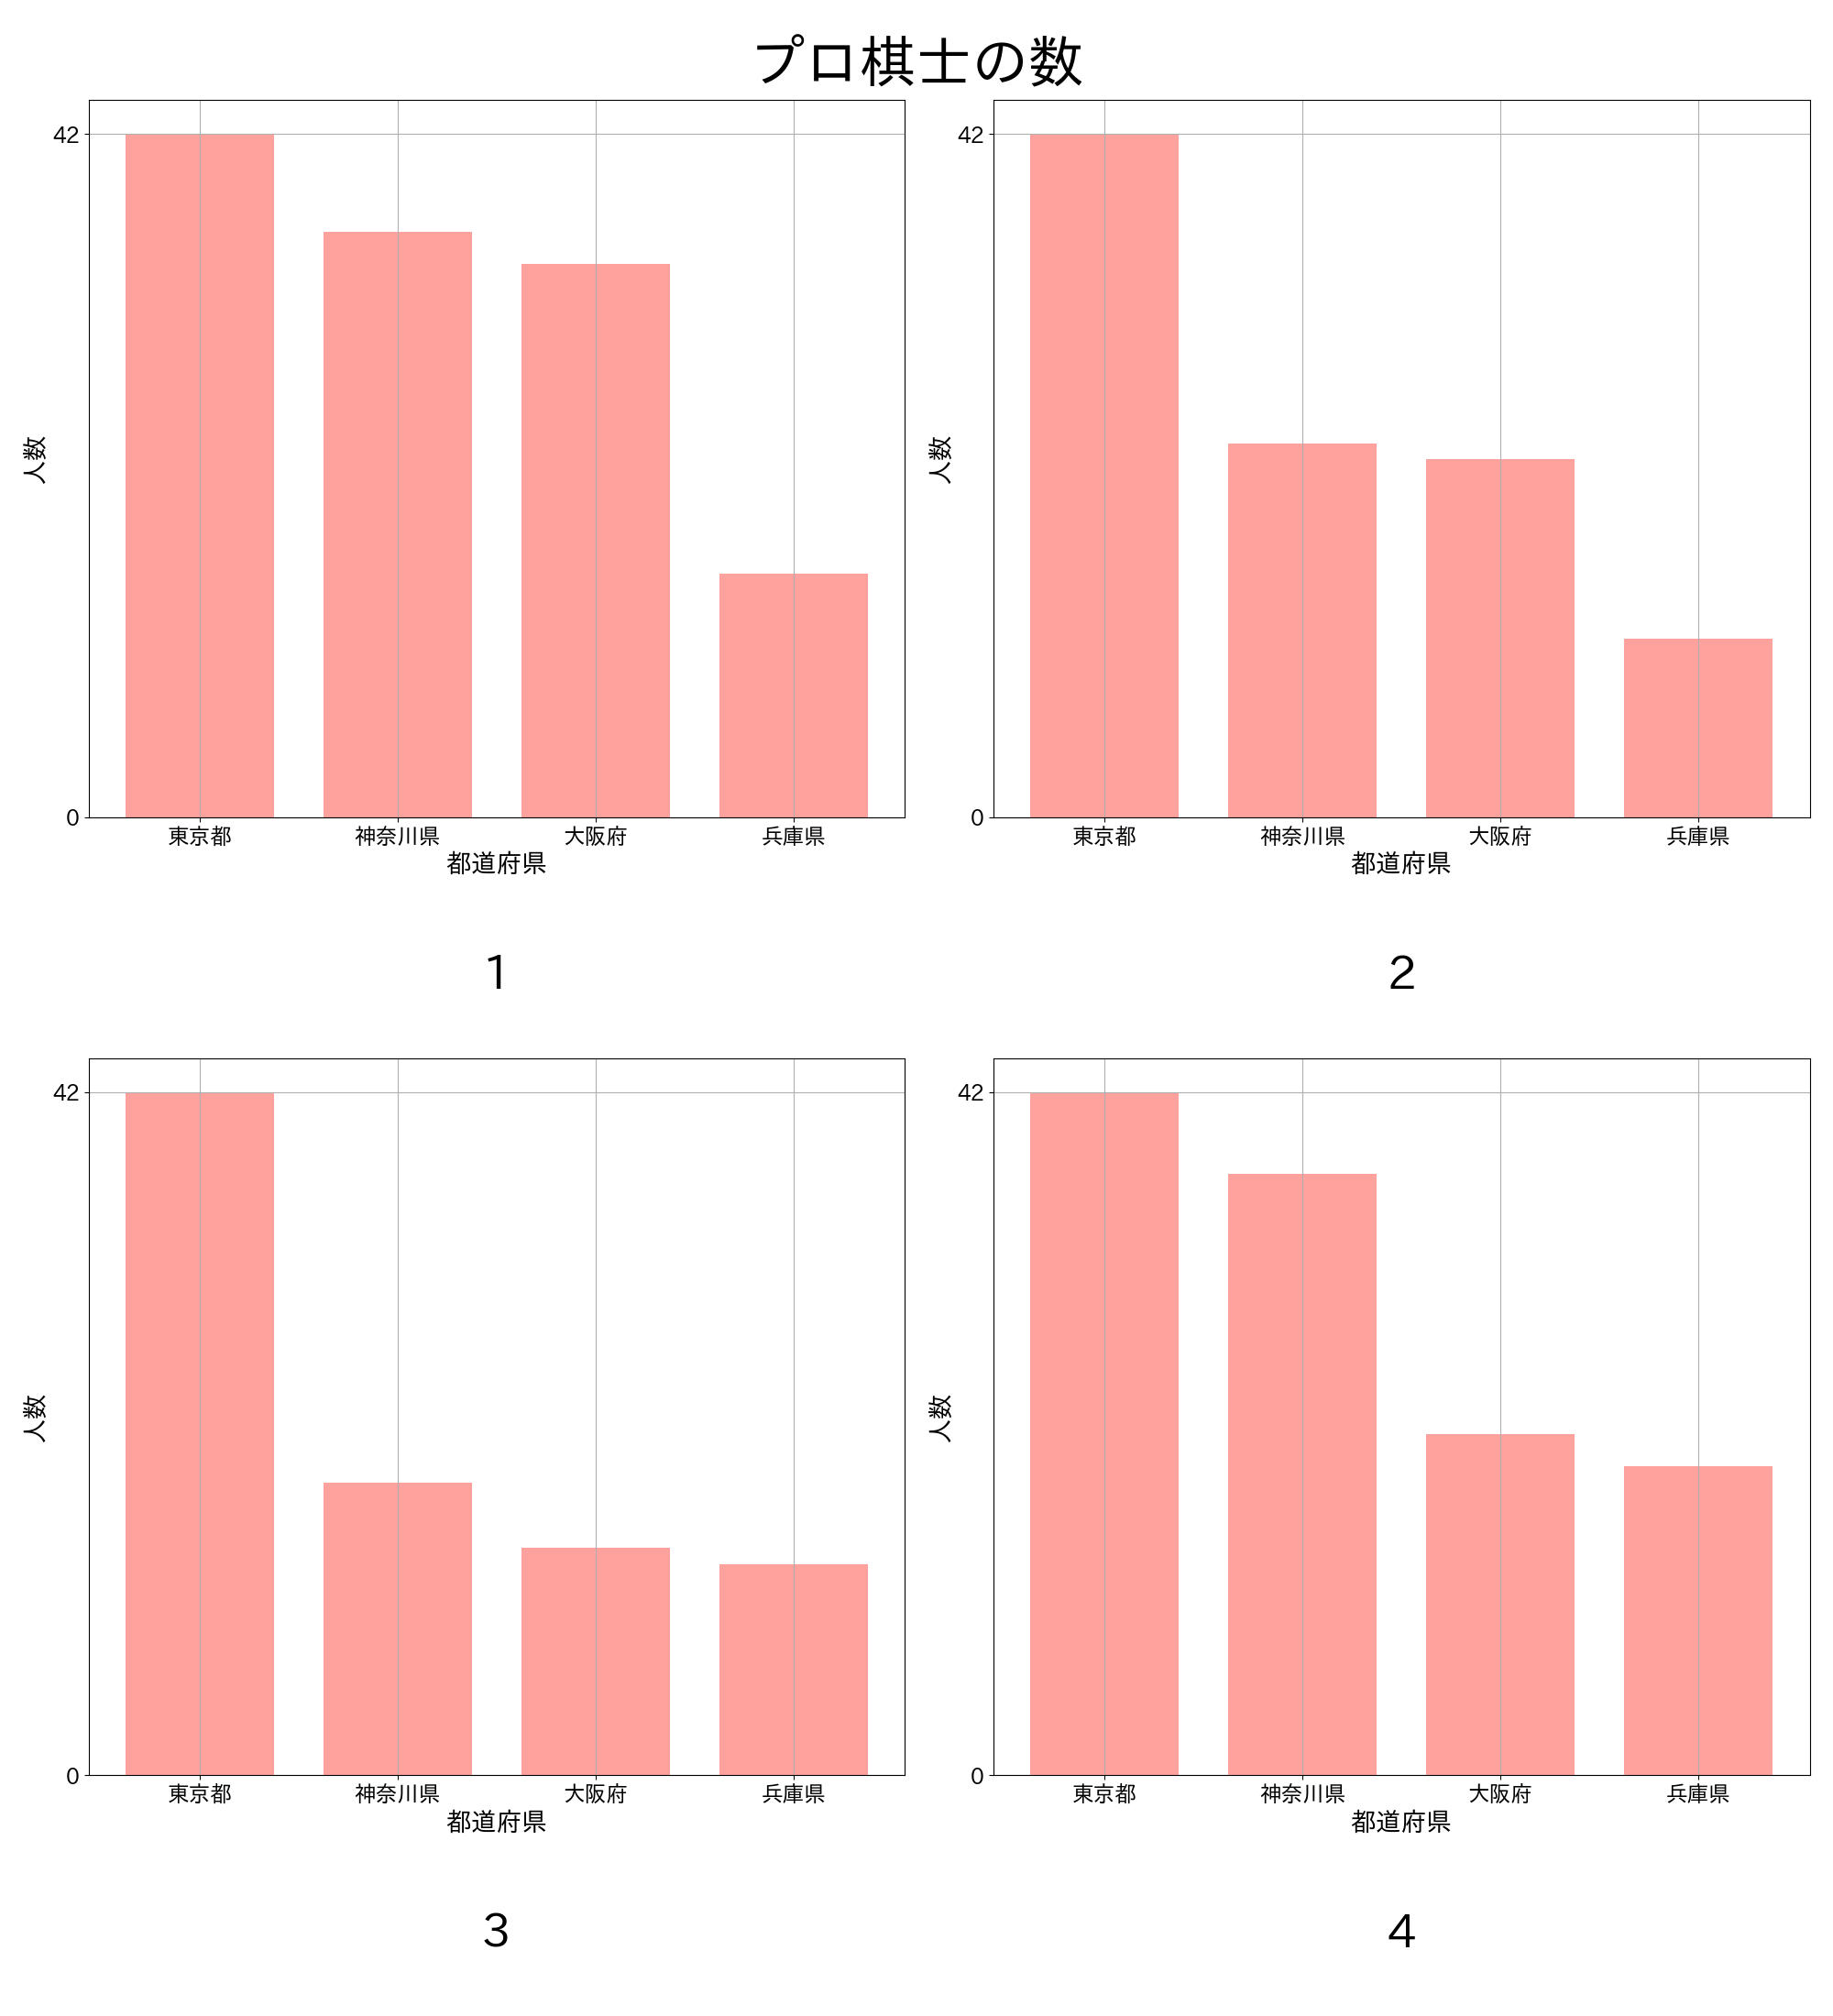 プロ棋士の数
42
0
人数
東京都 神奈川県 大阪府 兵庫県
都道府県
1
42
0
人数
東京都 神奈川県 大阪府 兵庫県
都道府県
2
42
0
人数
東京都 神奈川県 大阪府 兵庫県
都道府県
3
42
0
人数
東京都 神奈川県 大阪府 兵庫県
都道府県
4